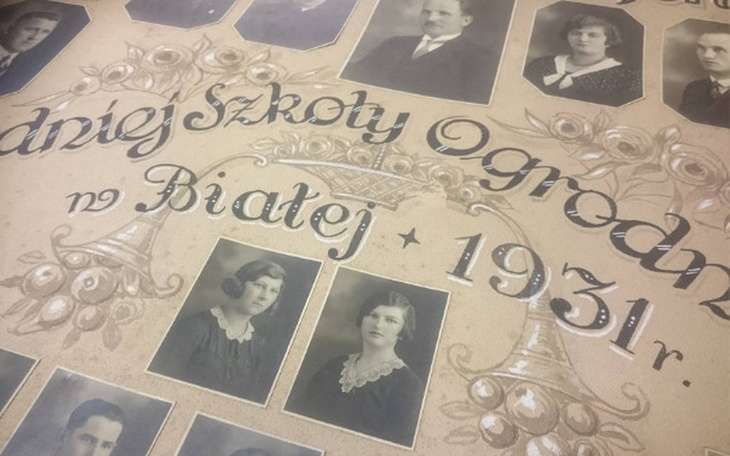 dniej Szkoły Ogrodn
w Białej ✦ 1931 r.